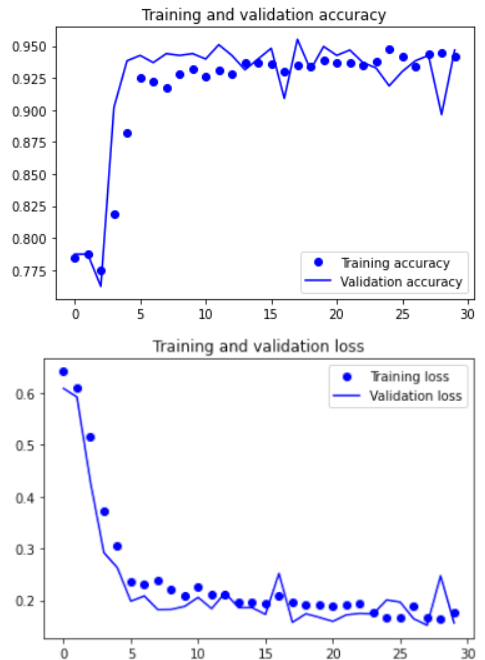 Training and validation accuracy
0.950
0.925
0.900
0.875
0.850
0.825
0.800
0.775
Training accuracy
Validation accuracy
0 5 10 15 20 25 30
Training and validation loss
0.6
0.5
0.4
0.3
0.2
Training loss
Validation loss
0 5 10 15 20 25 30